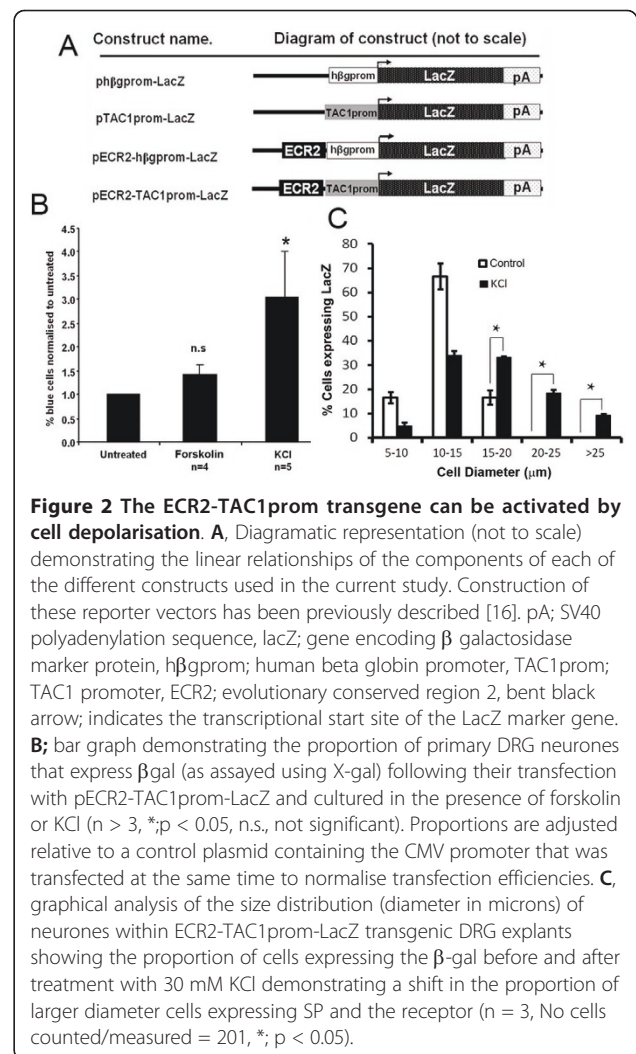 A
Construct name. Diagram of construct (not to scale)
phβgprom-LacZ hβgprom LacZ pA
pTAC1prom-LacZ TAC1prom LacZ pA
pECR2-hβgprom-LacZ ECR2 hβgprom LacZ pA
pECR2-TAC1prom-LacZ ECR2 TAC1prom LacZ pA
B
% blue cells normalised to untreated
4.5
4.0
3.5
3.0
2.5
2.0
1.5
1.0
0.5
0.0
n.s
*
Untreated Forskolin KCl
n=4 n=5
C
% Cells expressing LacZ
80
70
60
50
40
30
20
10
0
Control
KCl
* * *
5-10 10-15 15-20 20-25 >25
Cell Diameter (μm)
Figure 2 The ECR2-TAC1prom transgene can be activated by
cell depolarisation. A, Diagramatic representation (not to scale)
demonstrating the linear relationships of the components of each of
the different constructs used in the current study. Construction of
these reporter vectors has been previously described [16]. pA; SV40
polyadenylation sequence, lacZ; gene encoding β galactosidase
marker protein, hβgprom; human beta globin promoter, TAC1prom;
TAC1 promoter, ECR2; evolutionary conserved region 2, bent black
arrow; indicates the transcriptional start site of the LacZ marker gene.
B; bar graph demonstrating the proportion of primary DRG neurones
that express βgal (as assayed using X-gal) following their transfection
with pECR2-TAC1prom-LacZ and cultured in the presence of forskolin
or KCl (n > 3, *;p < 0.05, n.s., not significant). Proportions are adjusted
relative to a control plasmid containing the CMV promoter that was
transfected at the same time to normalise transfection efficiencies. C,
graphical analysis of the size distribution (diameter in microns) of
neurones within ECR2-TAC1prom-LacZ transgenic DRG explants
showing the proportion of cells expressing the β-gal before and after
treatment with 30 mM KCl demonstrating a shift in the proportion of
larger diameter cells expressing SP and the receptor (n = 3, No cells
counted/measured = 201, *; p < 0.05).